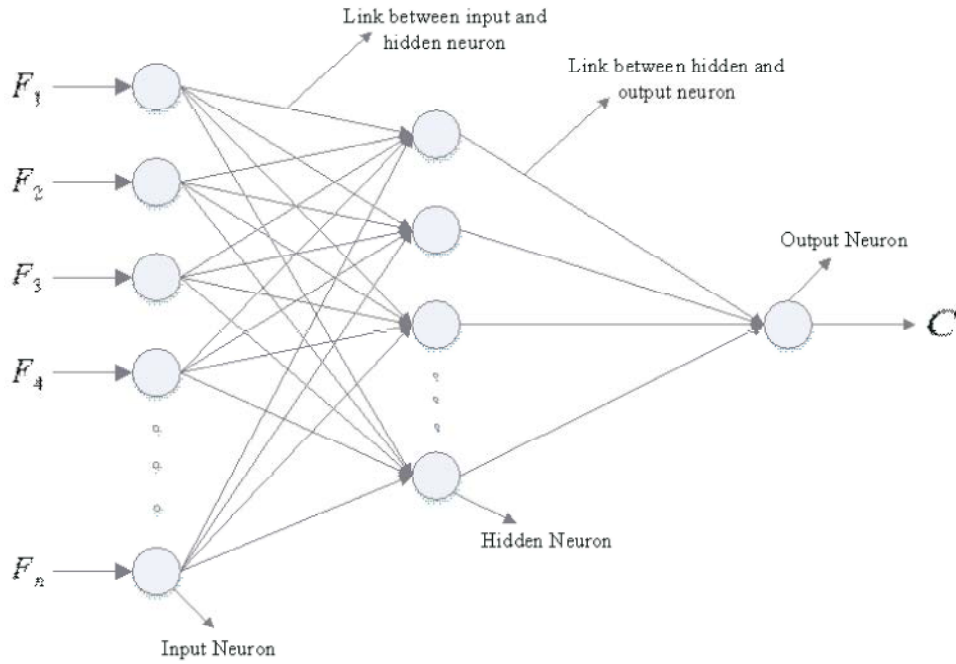 Link between input and
hidden neuron
Link between hidden and
output neuron
F1
F2
F3
F4
Fn
Output Neuron
C
Hidden Neuron
Input Neuron